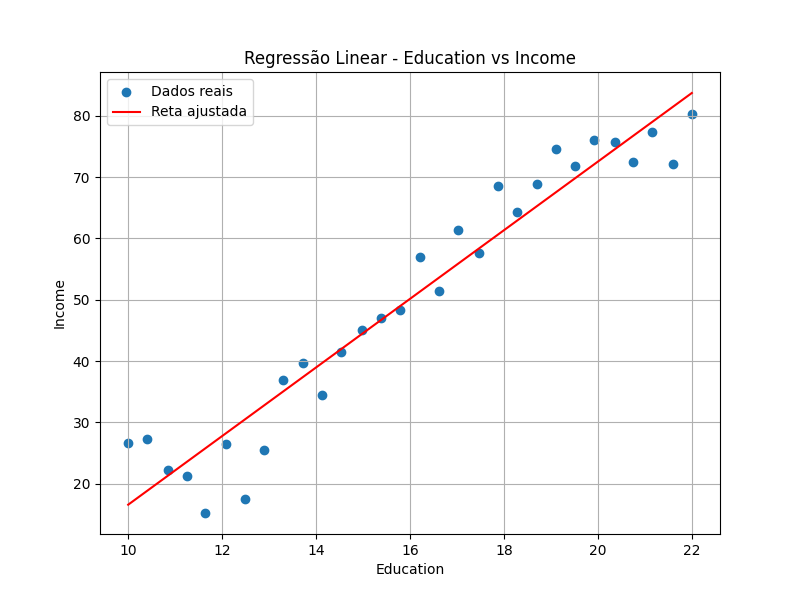 Regressão Linear - Education vs Income
Dados reais
Reta ajustada
80
70
60
50
40
30
20
Income
10 12 14 16 18 20 22
Education